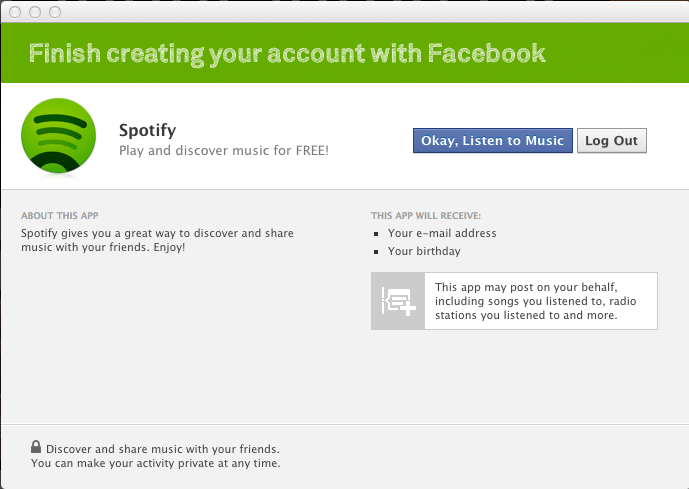 Finish creating your account with Facebook
Spotify
Play and discover music for FREE!
Okay, Listen to Music
Log Out
ABOUT THIS APP
Spotify gives you a great way to discover and share
music with your friends. Enjoy!
THIS APP WILL RECEIVE:
Your e-mail address
Your birthday
This app may post on your behalf,
including songs you listened to, radio
stations you listened to and more.
Discover and share music with your friends.
You can make your activity private at any time.